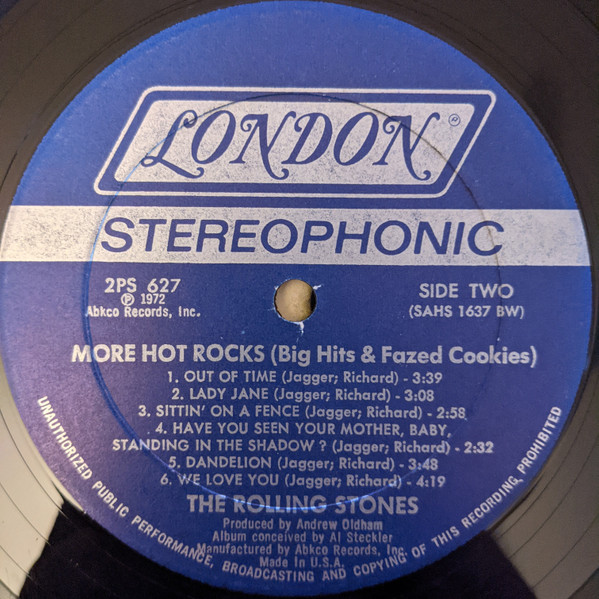 LONDON®
STEREOPHONIC
2PS 627
℗ 1972
Abkco Records, Inc.
SIDE TWO
(SAHS 1637 BW)
MORE HOT ROCKS (Big Hits & Fazed Cookies)
1. OUT OF TIME (Jagger; Richard) - 3:39
2. LADY JANE (Jagger; Richard) - 3:08
3. SITTIN' ON A FENCE (Jagger; Richard) - 2:58
4. HAVE YOU SEEN YOUR MOTHER, BABY,
STANDING IN THE SHADOW? (Jagger; Richard) - 2:32
5. DANDELION (Jagger; Richard) - 3:48
6. WE LOVE YOU (Jagger; Richard) - 4:19
THE ROLLING STONES
Produced by Andrew Oldham
Album conceived by Al Steckler
Manufactured by Abkco Records, Inc.
Made in U.S.A.
UNAUTHORIZED PUBLIC PERFORMANCE, BROADCASTING AND COPYING OF THIS RECORDING PROHIBITED